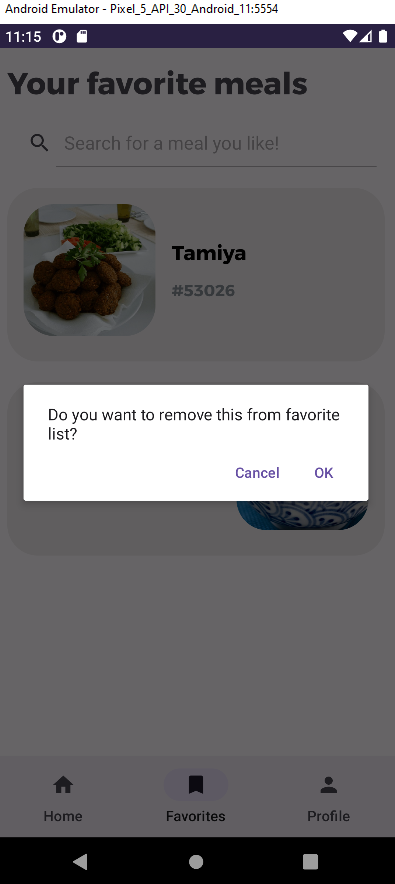 Android Emulator - Pixel_5_API_30_Android_11:5554
11:15
Your favorite meals
Search for a meal you like!
Tamiya
#53026
Do you want to remove this from favorite
list?
Cancel
OK
Home
Favorites
Profile